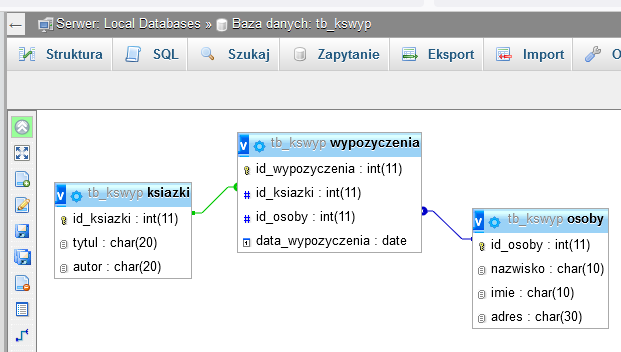 Serwer: Local Databases » Baza danych: tb_kswyp
Struktura SQL Szukaj Zapytanie Eksport Import O
tb_kswyp wypozyczenia
id_wypozyczenia : int(11)
id_ksiazki : int(11)
id_osoby : int(11)
data_wypozyczenia : date
tb_kswyp ksiazki
id_ksiazki : int(11)
tytul : char(20)
autor : char(20)
tb_kswyp osoby
id_osoby : int(11)
nazwisko : char(10)
imie : char(10)
adres : char(30)